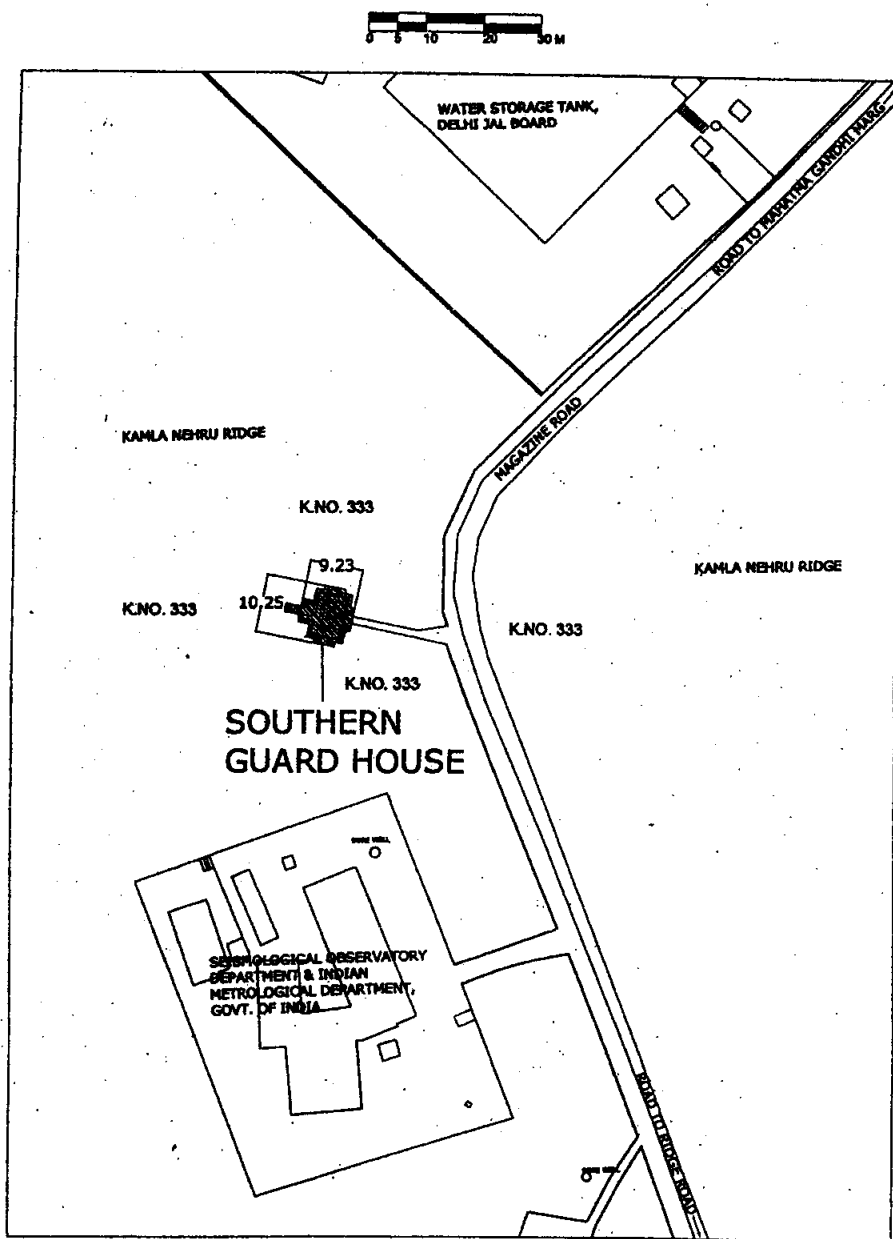 0 5 10 20 30 M
WATER STORAGE TANK,
DELHI JAL BOARD
ROAD TO MAHATMA GANDHI MARG
MAGAZINE ROAD
KAMLA NEHRU RIDGE
K.NO. 333
9.23
KAMLA NEHRU RIDGE
10.25
K.NO. 333
K.NO. 333
K.NO. 333
SOUTHERN
GUARD HOUSE
SEISMOLOGICAL OBSERVATORY
DEPARTMENT & INDIAN
METROLOGICAL DEPARTMENT,
GOVT. OF INDIA
ROAD TO RIDGE ROAD